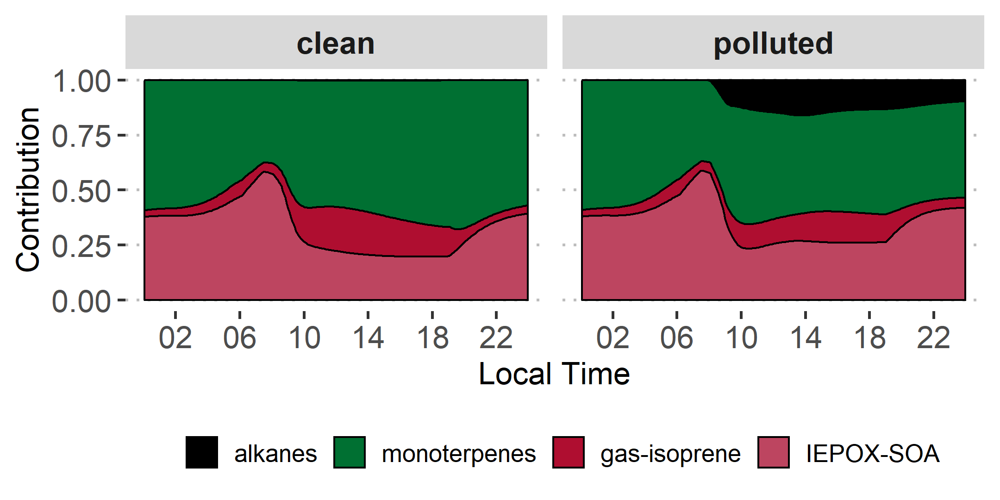 clean polluted
1.00
0.75
0.50
0.25
0.00
Contribution
02 06 10 14 18 22 02 06 10 14 18 22
Local Time
alkanes monoterpenes gas-isoprene IEPOX-SOA